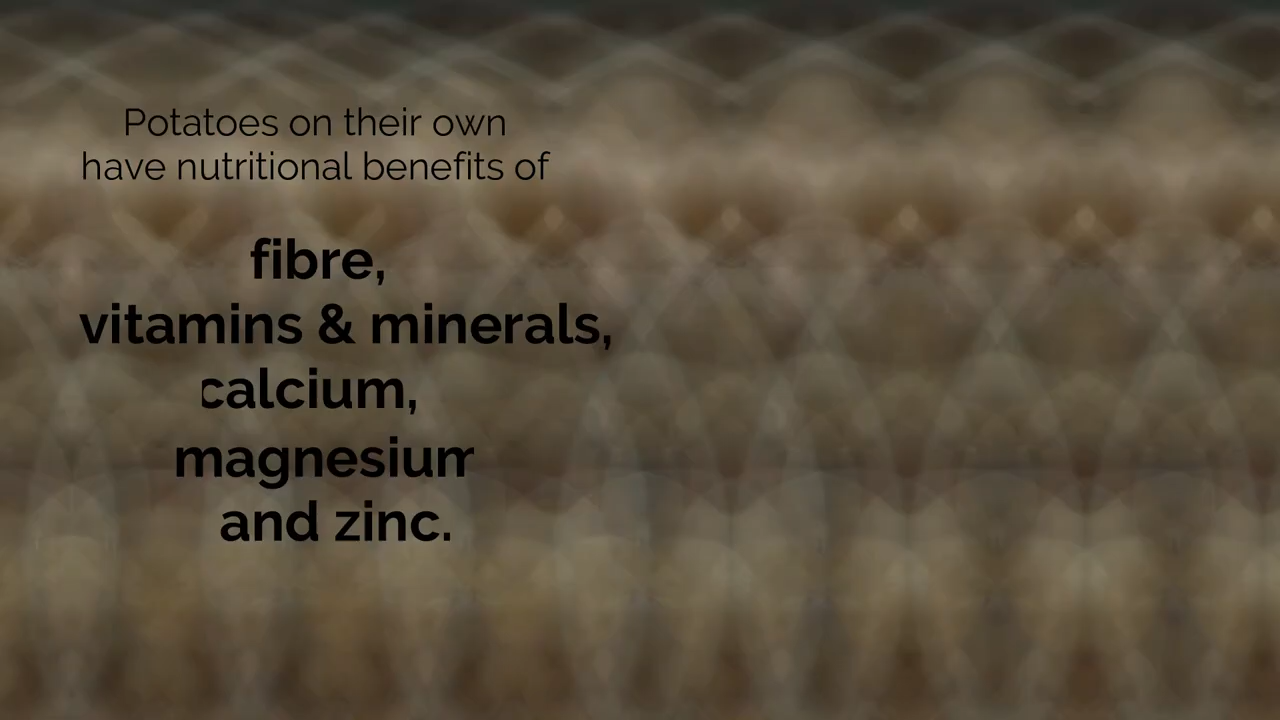 Potatoes on their own
have nutritional benefits of
fibre,
vitamins & minerals,
calcium,
magnesium
and zinc.